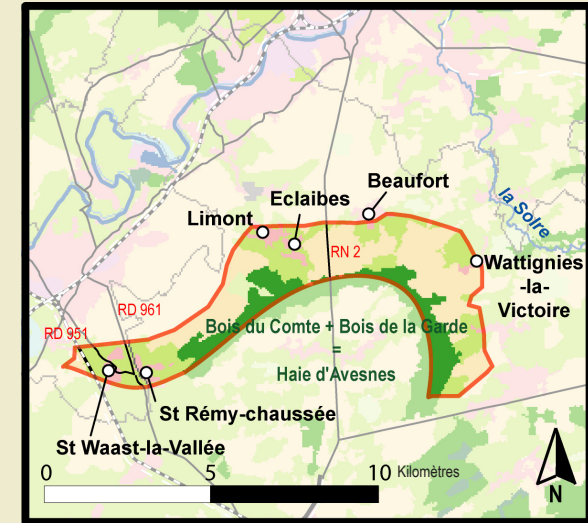 Beaufort
Eclaibes
Limont
la Solre
RN 2
Wattignies
-la-
Victoire
RD 961
RD 951
Bois du Comte + Bois de la Garde
=
Haie d'Avesnes
St Rémy-chaussée
St Waast-la-Vallée
0 5 10 Kilomètres
N